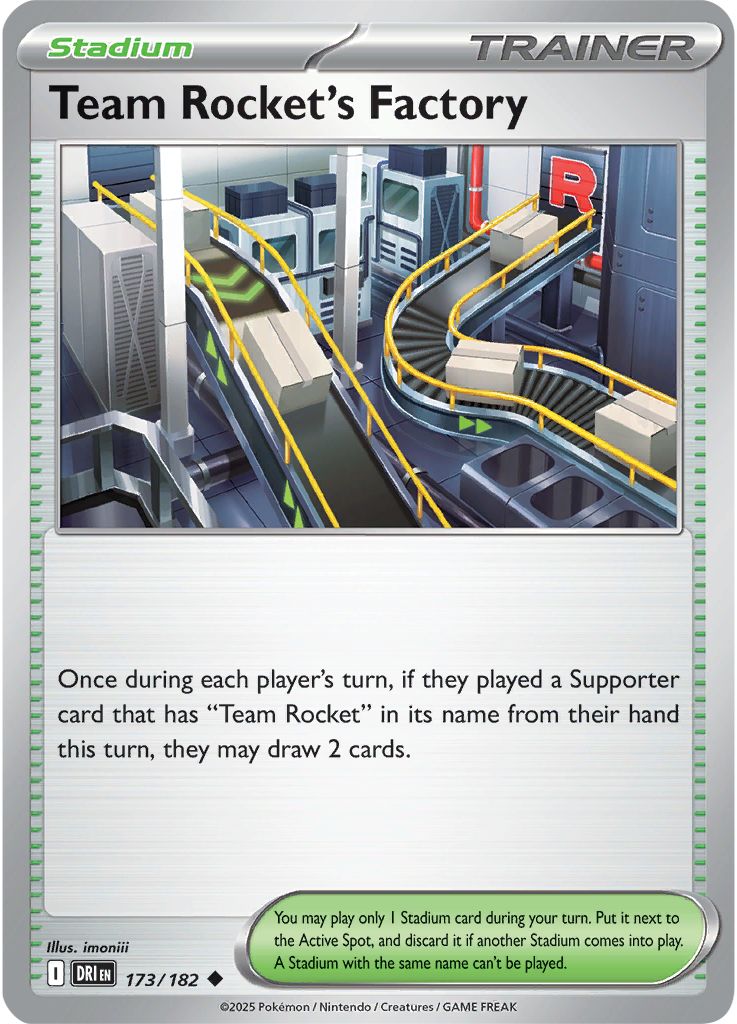 Stadium
TRAINER
Team Rocket's Factory
R
Once during each player's turn, if they played a Supporter
card that has “Team Rocket” in its name from their hand
this turn, they may draw 2 cards.
You may play only 1 Stadium card during your turn. Put it next to
the Active Spot, and discard it if another Stadium comes into play.
A Stadium with the same name can't be played.
Illus. imoniii
I DRI EN 173/182
©2025 Pokémon / Nintendo / Creatures / GAME FREAK